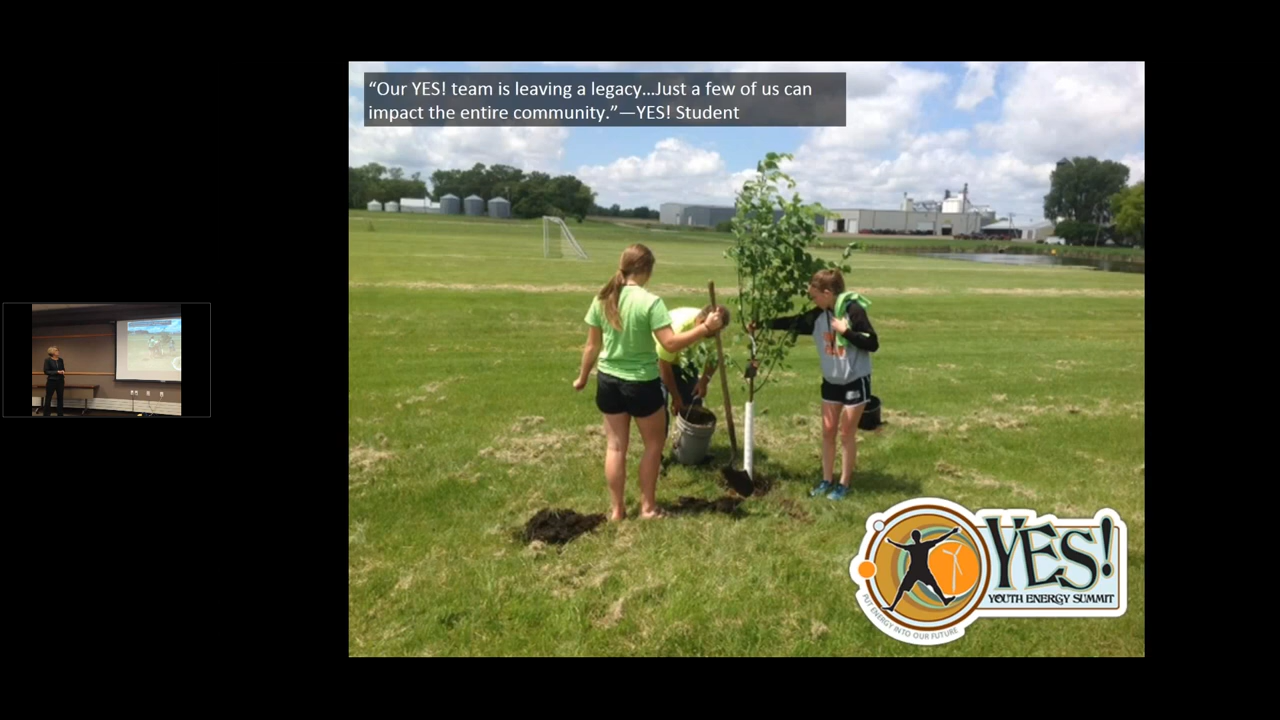 “Our YES! team is leaving a legacy…Just a few of us can
impact the entire community.”—YES! Student
YES!
YOUTH ENERGY SUMMIT
PUT ENERGY INTO OUR FUTURE